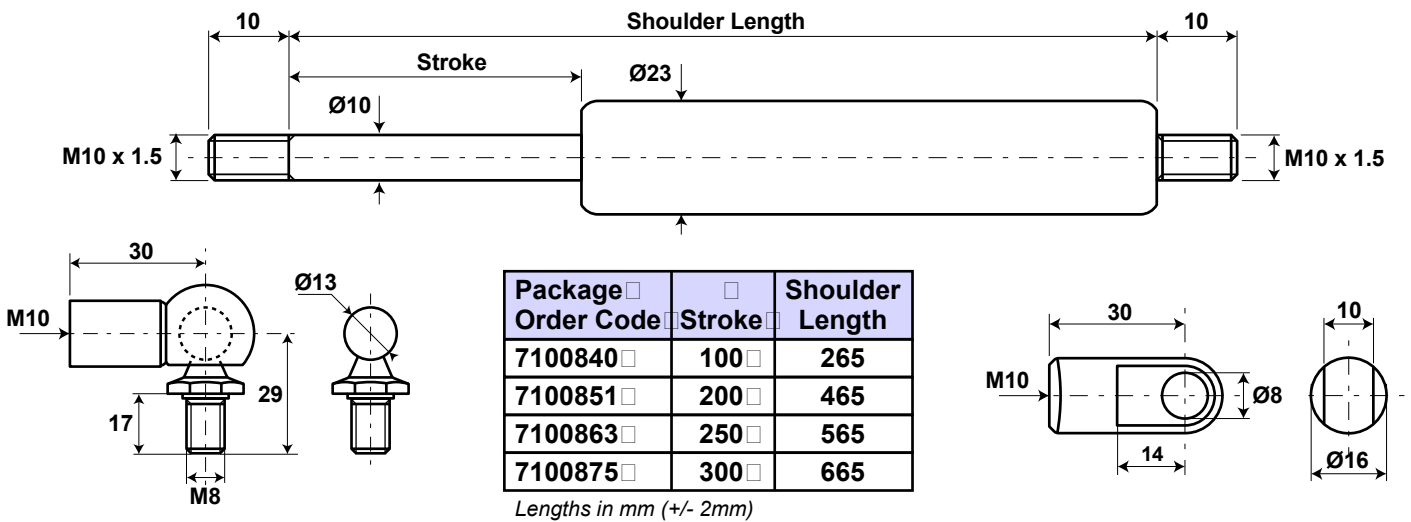 10 Shoulder Length 10
Stroke
Ø23
Ø10
M10 x 1.5 M10 x 1.5
30
Ø13
M10
29
17
M8
Package Shoulder
Order Code Stroke Length
7100840 100 265
7100851 200 465
7100863 250 565
7100875 300 665
Lengths in mm (+/- 2mm)
30 10
M10
Ø8
14
Ø16